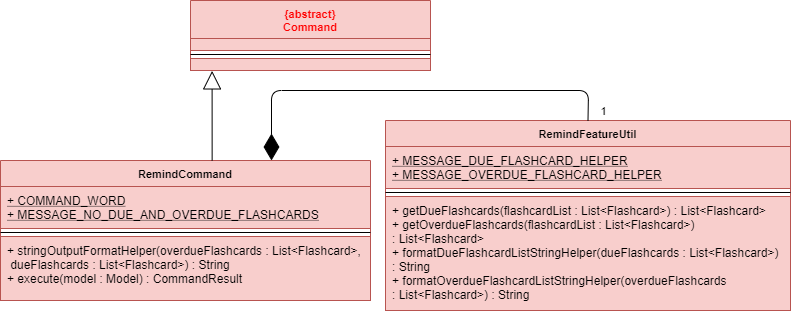 {abstract}
Command
1
RemindFeatureUtil
+ MESSAGE_DUE_FLASHCARD_HELPER
+ MESSAGE_OVERDUE_FLASHCARD_HELPER
+ getDueFlashcards(flashcardList : List<Flashcard>) : List<Flashcard>
+ getOverdueFlashcards(flashcardList : List<Flashcard>)
: List<Flashcard>
+ formatDueFlashcardListStringHelper(dueFlashcards : List<Flashcard>)
: String
+ formatOverdueFlashcardListStringHelper(overdueFlashcards
: List<Flashcard>) : String
RemindCommand
+ COMMAND_WORD
+ MESSAGE_NO_DUE_AND_OVERDUE_FLASHCARDS
+ stringOutputFormatHelper(overdueFlashcards : List<Flashcard>,
dueFlashcards : List<Flashcard>) : String
+ execute(model : Model) : CommandResult